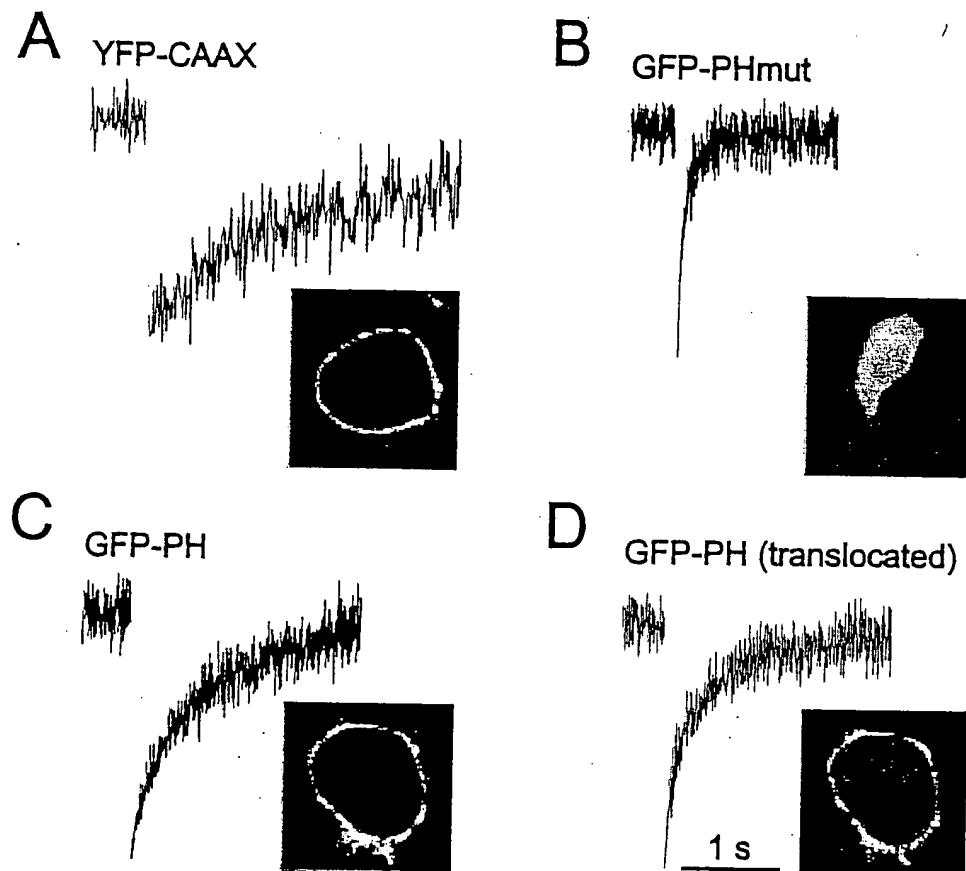 A
YFP-CAAX
B
GFP-PHmut
C
GFP-PH
D
GFP-PH (translocated)
1 s